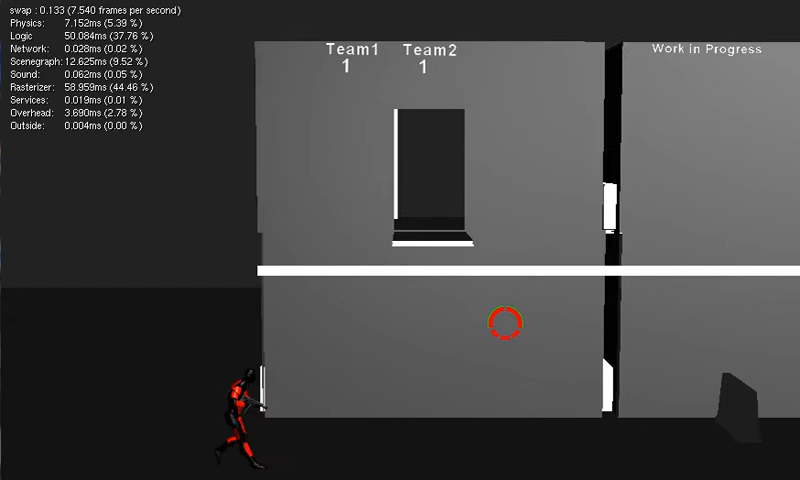 swap : 0.133 (7.540 frames per second)
Physics: 7.152ms (5.39 %)
Logic 50.084ms (37.76 %)
Network: 0.028ms (0.02 %)
Scenegraph: 12.625ms (9.52 %)
Sound: 0.062ms (0.05 %)
Rasterizer: 58.959ms (44.46 %)
Services: 0.019ms (0.01 %)
Overhead: 3.690ms (2.78 %)
Outside: 0.004ms (0.00 %)
Team1 Team2
1 1
Work in Progress